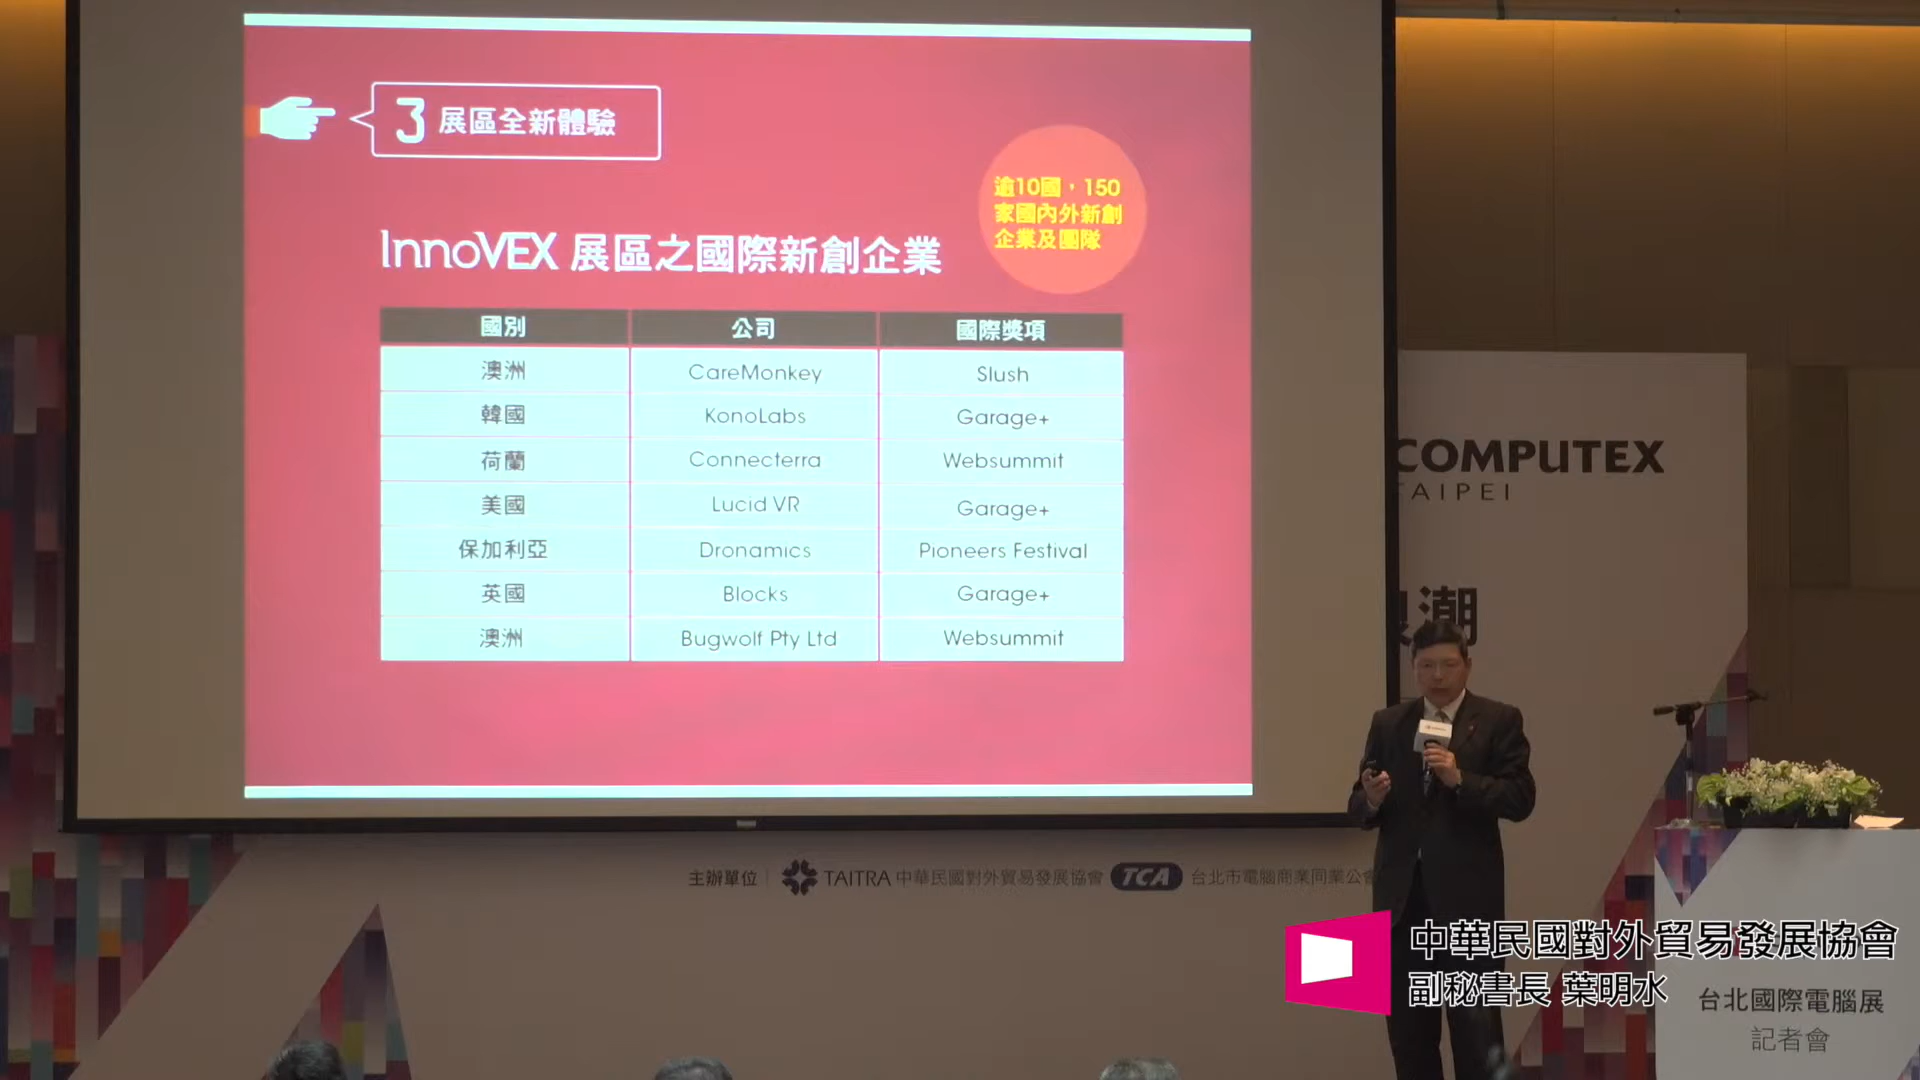 3 展區全新體驗
逾10國，150
家國內外新創
企業及團隊
InnoVEX 展區之國際新創企業
國別 公司 國際獎項
澳洲 CareMonkey Slush
韓國 KonoLabs Garage+
荷蘭 Connecterra Websummit
美國 Lucid VR Garage+
保加利亞 Dronamics Pioneers Festival
英國 Blocks Garage+
澳洲 Bugwolf Pty Ltd Websummit
COMPUTEX
TAIPEI
潮
主辦單位 TAITRA 中華民國對外貿易發展協會 TCA 台北市電腦商業同業公會
中華民國對外貿易發展協會
副秘書長 葉明水
台北國際電腦展
記者會